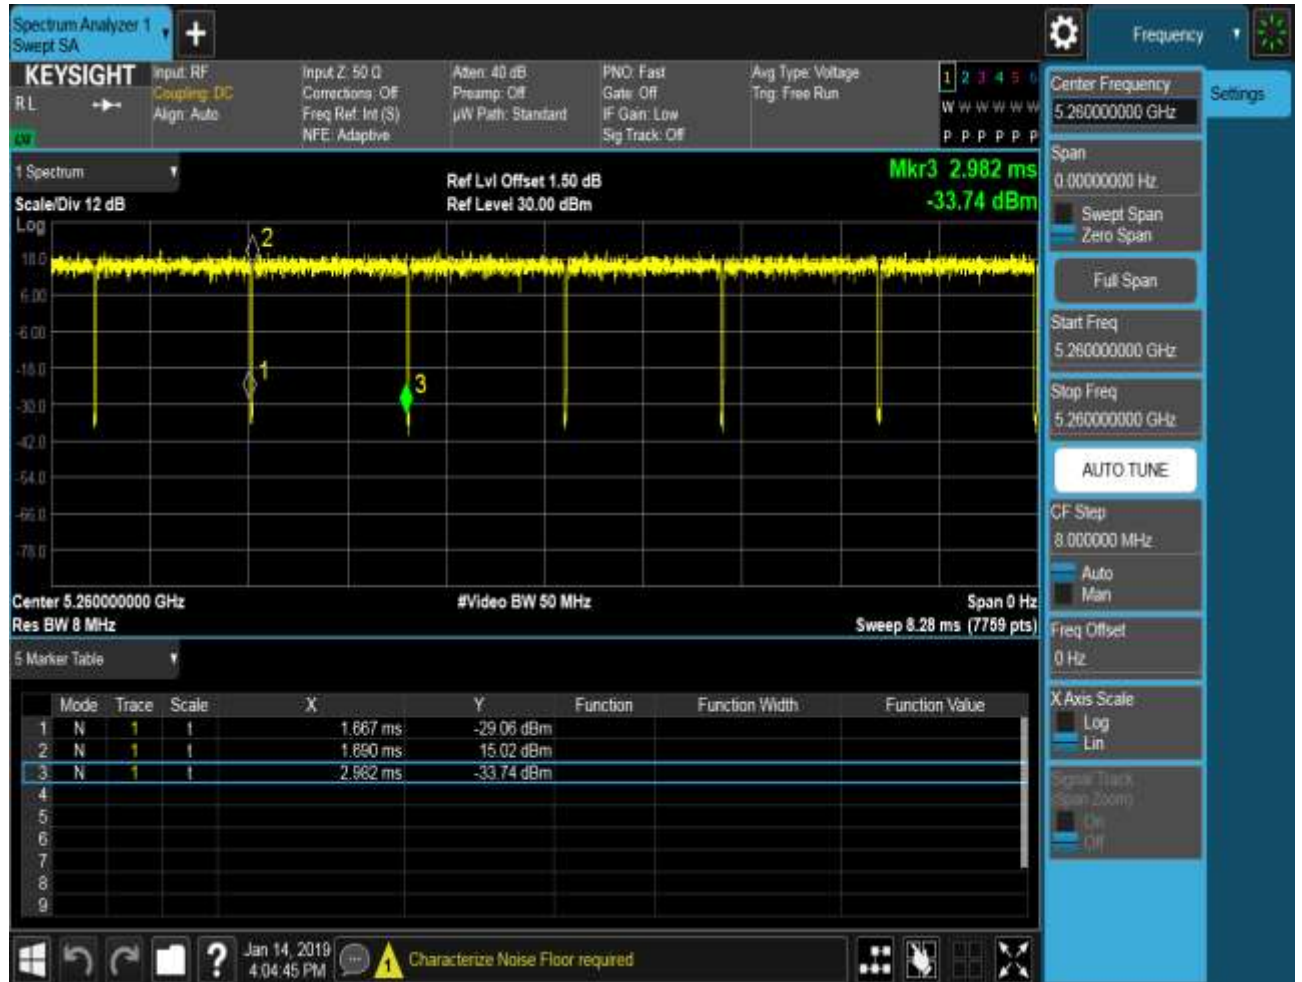 Spectrum Analyzer 1
Swept SA
Frequency
KEYSIGHT
RL
Input: RF
Coupling: DC
Align: Auto
Input Z: 50 Ω
Corrections: Off
Freq Ref: Int (S)
NFE: Adaptive
Atten: 40 dB
Preamp: Off
µW Path: Standard
PNO: Fast
Gate: Off
IF Gain: Low
Sig Track: Off
Avg Type: Voltage
Trig: Free Run
1 2 3 4 5 6
W W W W W W
P P P P P P
1 Spectrum
Scale/Div 12 dB
Ref Lvl Offset 1.50 dB
Ref Level 30.00 dBm
Mkr3 2.982 ms
-33.74 dBm
Log
18.0
6.00
-6.00
-18.0
-30.0
-42.0
-54.0
-66.0
-78.0
2
1
3
Center 5.260000000 GHz
Res BW 8 MHz
#Video BW 50 MHz
Span 0 Hz
Sweep 8.28 ms (7759 pts)
5 Marker Table
Mode Trace Scale X Y Function Function Width Function Value
1 N 1 t 1.667 ms -29.06 dBm
2 N 1 t 1.690 ms 15.02 dBm
3 N 1 t 2.982 ms -33.74 dBm
4
5
6
7
8
9
Jan 14, 2019
4:04:45 PM
1
Characterize Noise Floor required
Center Frequency
5.260000000 GHz
Settings
Span
0.00000000 Hz
Swept Span
Zero Span
Full Span
Start Freq
5.260000000 GHz
Stop Freq
5.260000000 GHz
AUTO TUNE
CF Step
8.000000 MHz
Auto
Man
Freq Offset
0 Hz
X Axis Scale
Log
Lin
Signal Track
(Span Zoom)
On
Off